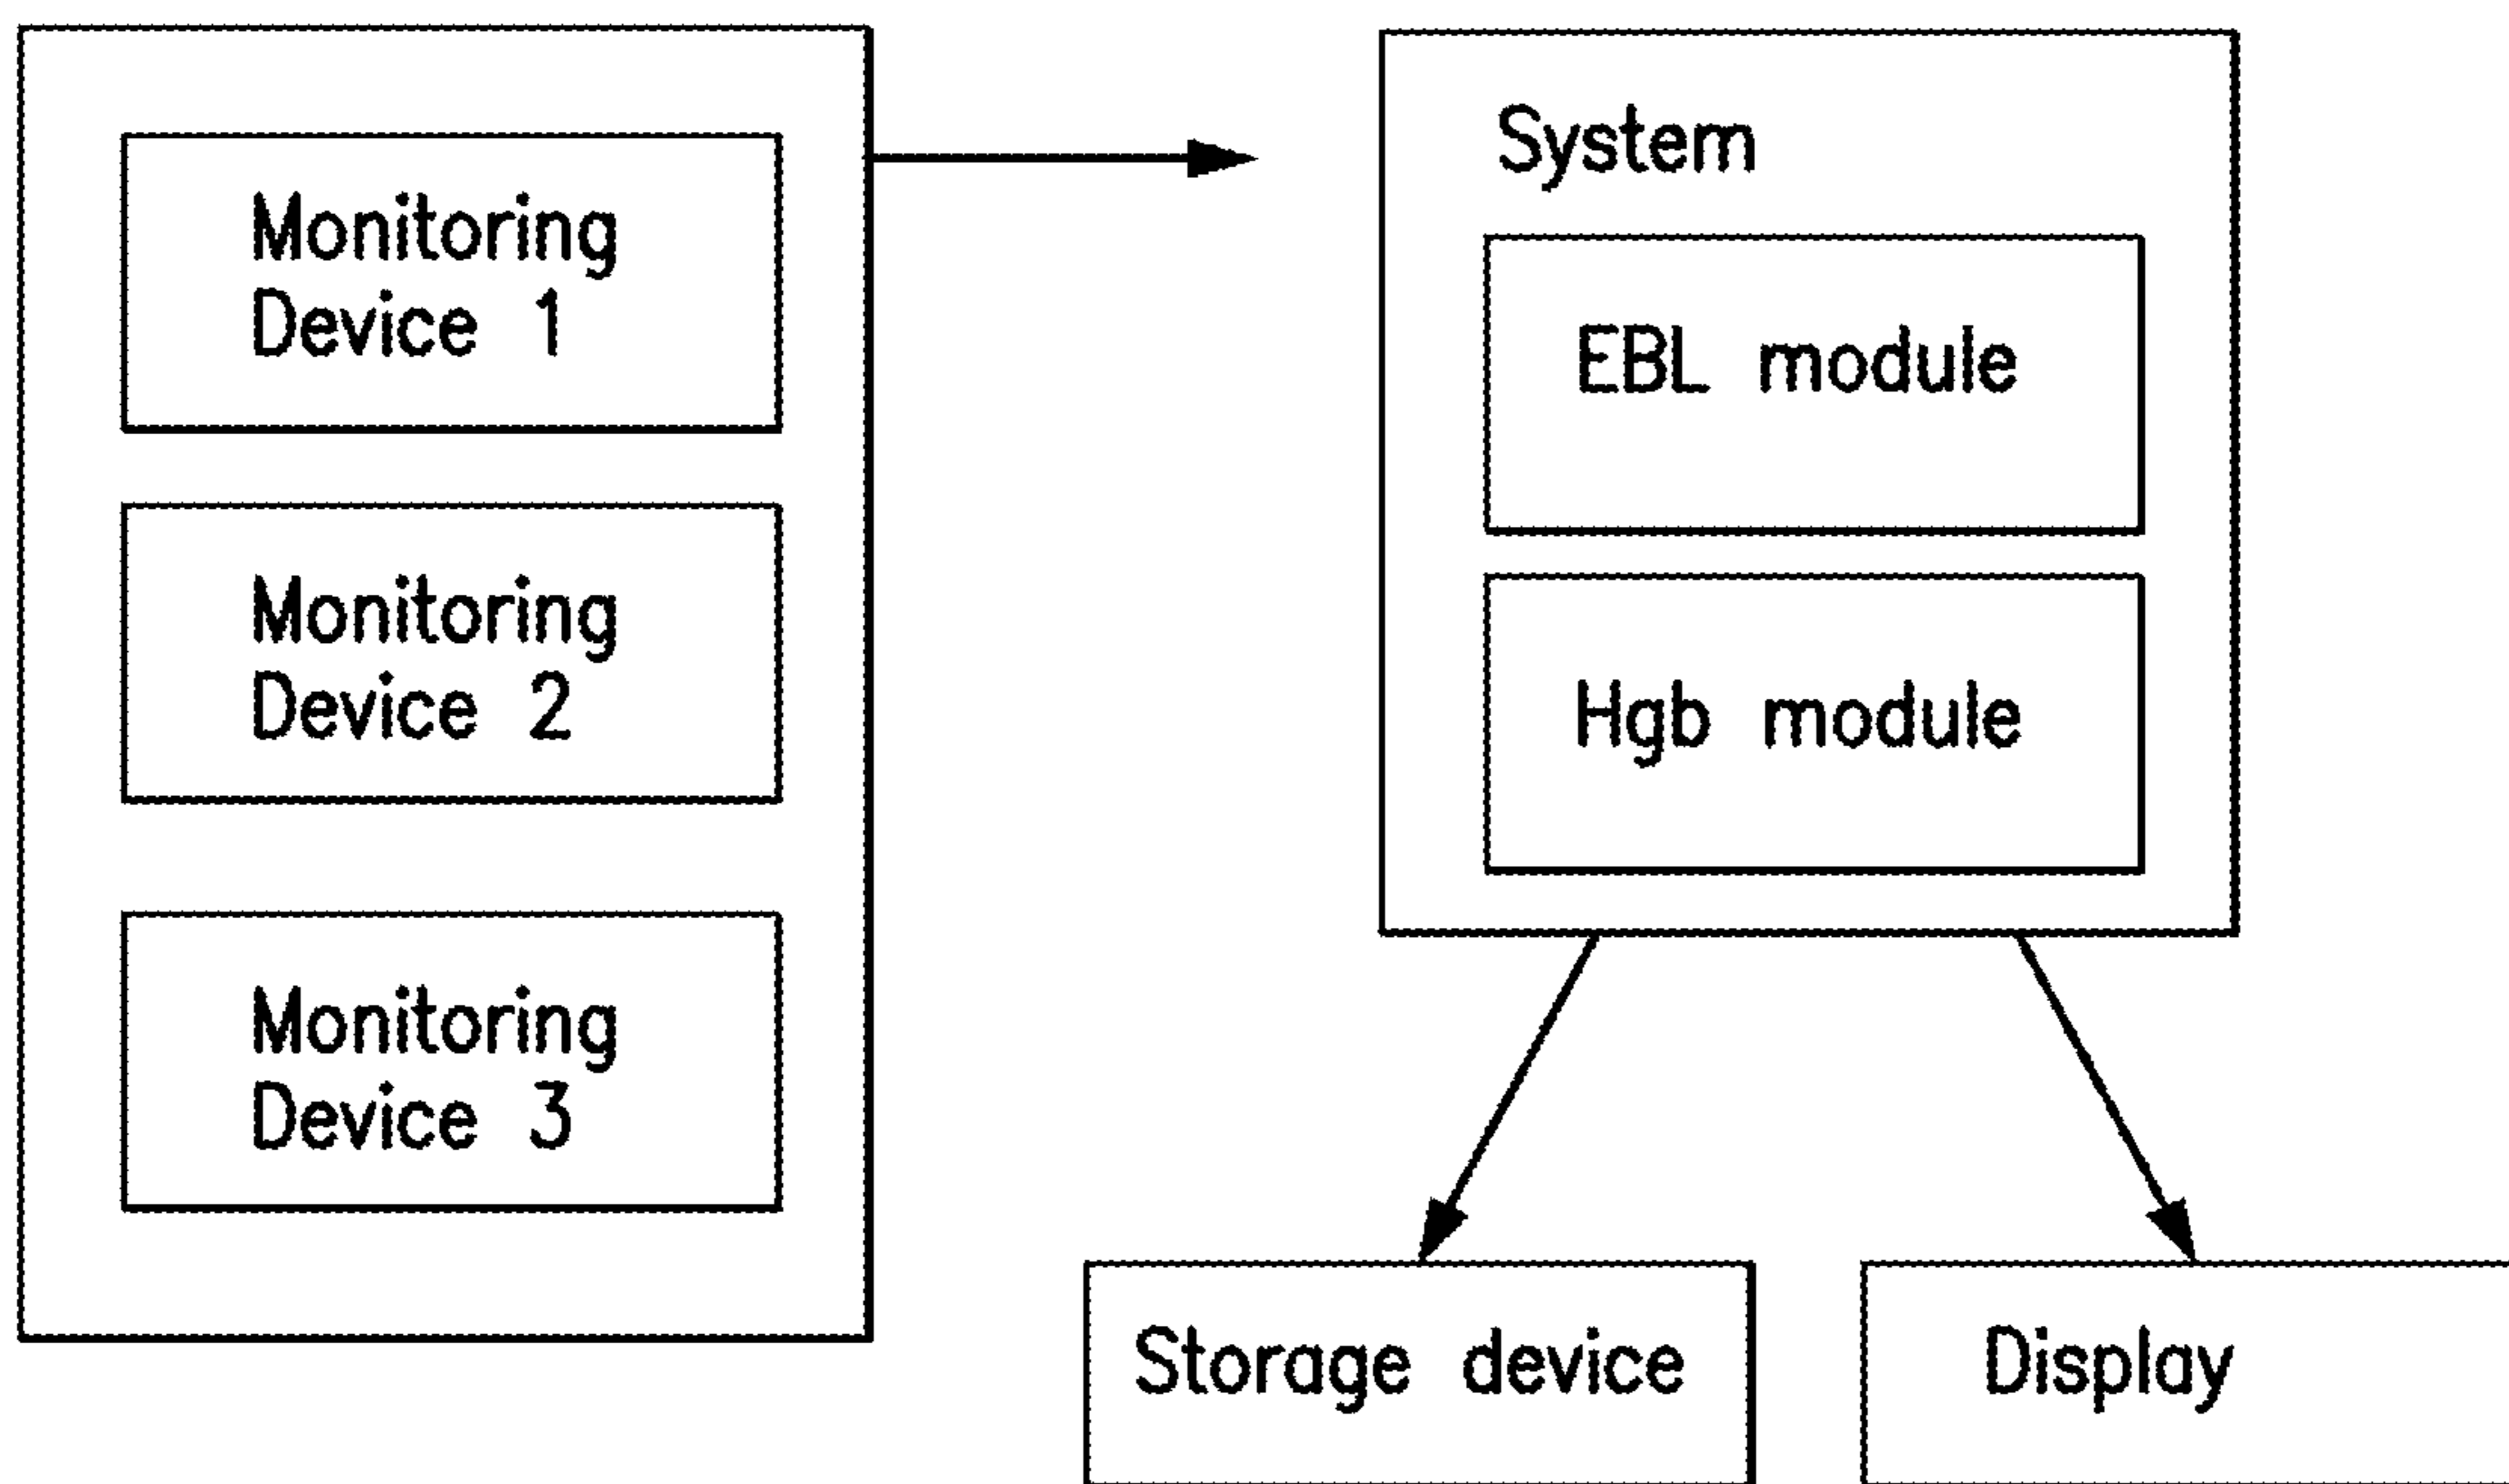 Monitoring
Device 1
Monitoring
Device 2
Monitoring
Device 3
System
EBL module
Hgb module
Storage device
Display